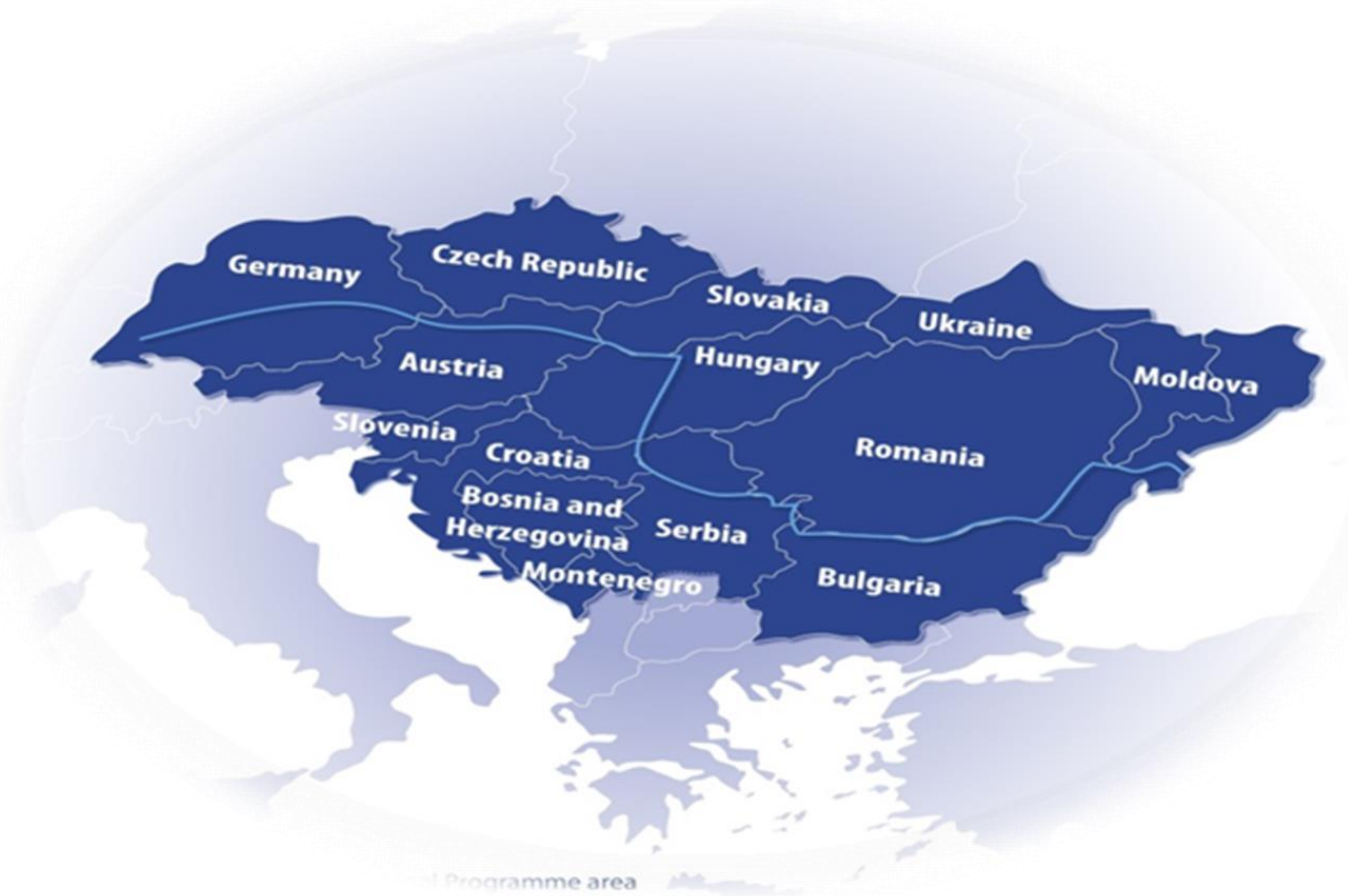 Germany
Czech Republic
Slovakia
Ukraine
Austria
Hungary
Moldova
Slovenia
Croatia
Romania
Bosnia and
Herzegovina
Serbia
Montenegro
Bulgaria
Programme area